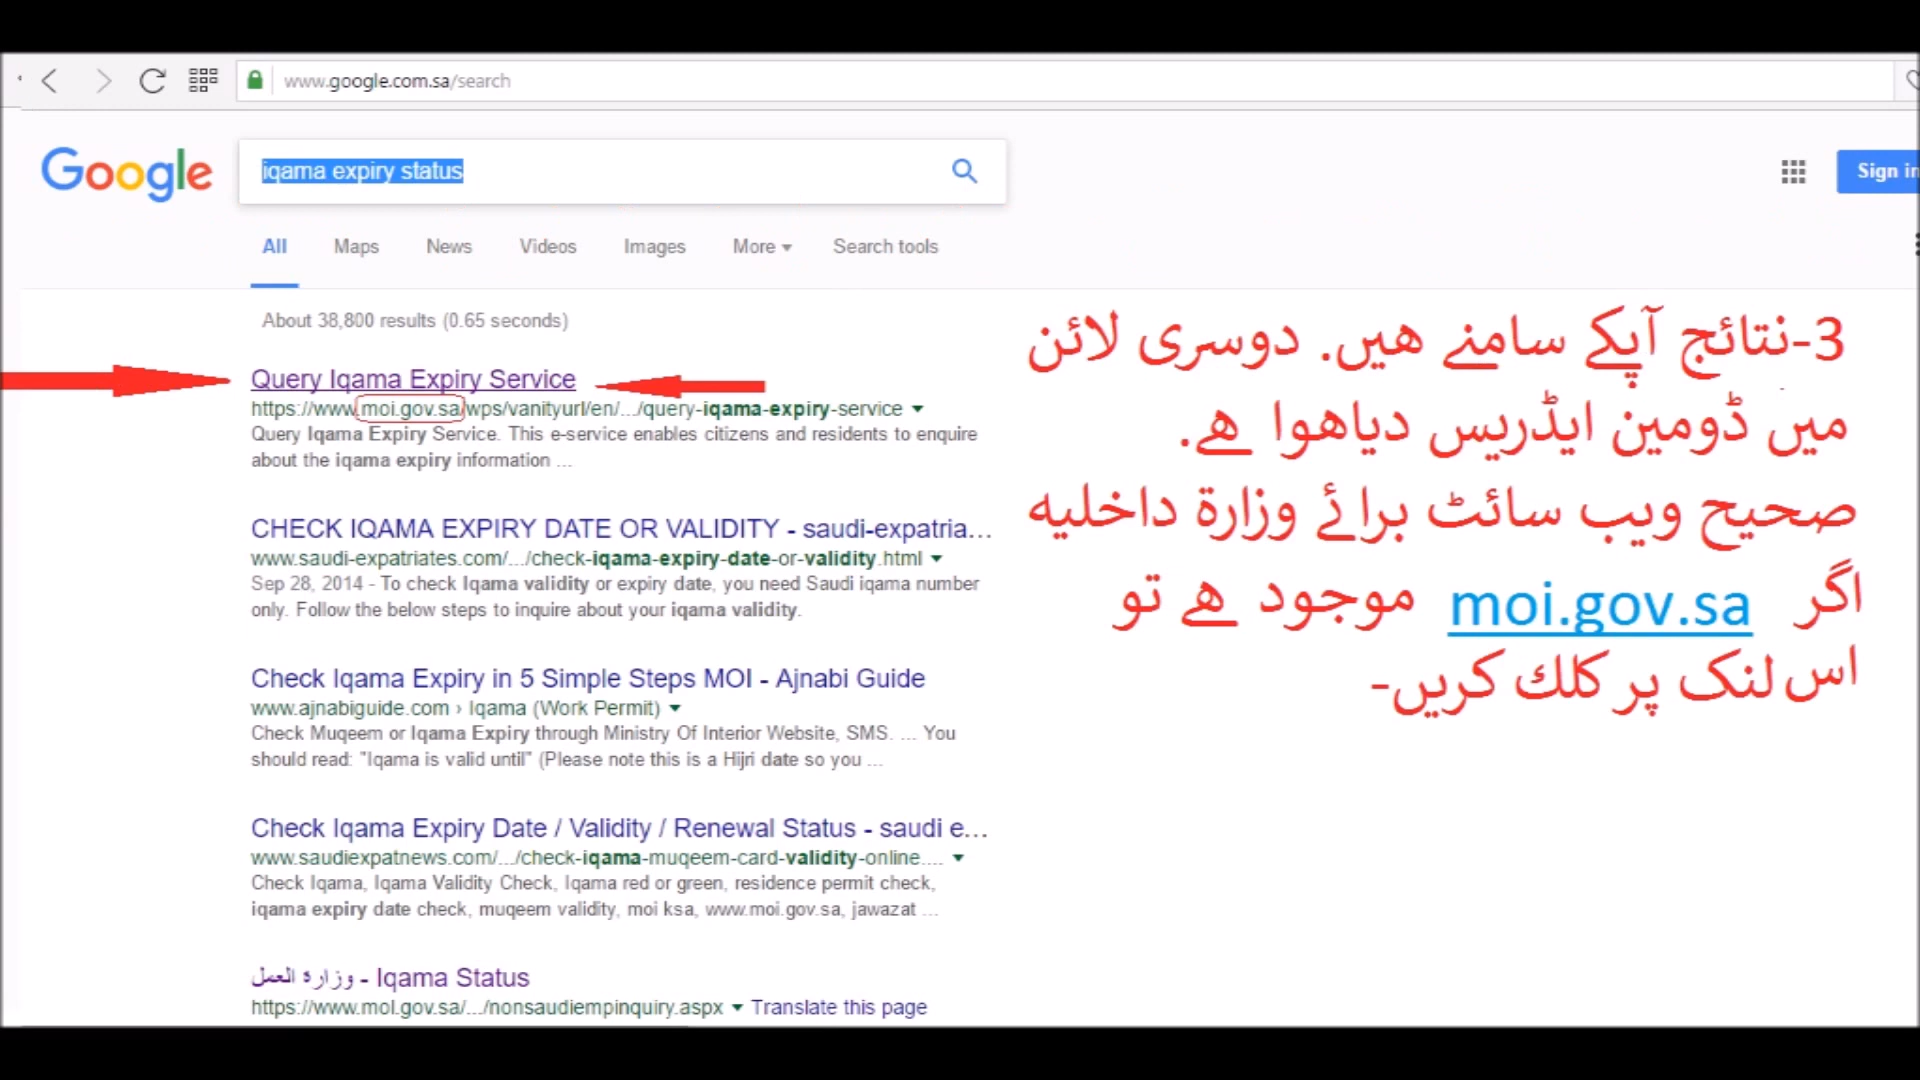 www.google.com.sa/search
Google
iqama expiry status
Sign in
All Maps News Videos Images More Search tools
About 38,800 results (0.65 seconds)
Query Iqama Expiry Service
https://www.moi.gov.sa/wps/vanityurl/en/.../query-iqama-expiry-service
Query Iqama Expiry Service. This e-service enables citizens and residents to enquire
about the iqama expiry information ...
CHECK IQAMA EXPIRY DATE OR VALIDITY - saudi-expatria...
www.saudi-expatriates.com/.../check-iqama-expiry-date-or-validity.html
Sep 28, 2014 - To check Iqama validity or expiry date, you need Saudi iqama number
only. Follow the below steps to inquire about your iqama validity.
Check Iqama Expiry in 5 Simple Steps MOI - Ajnabi Guide
www.ajnabiguide.com › Iqama (Work Permit)
Check Muqeem or Iqama Expiry through Ministry Of Interior Website, SMS. ... You
should read: "Iqama is valid until" (Please note this is a Hijri date so you ...
Check Iqama Expiry Date / Validity / Renewal Status - saudi e...
www.saudiexpatnews.com/.../check-iqama-muqeem-card-validity-online....
Check Iqama, Iqama Validity Check, Iqama red or green, residence permit check,
iqama expiry date check, muqeem validity, moi ksa, www.moi.gov.sa, jawazat ...
وزارة العمل - Iqama Status
https://www.mol.gov.sa/.../nonsaudiempinquiry.aspx Translate this page
3-نتائج آپکے سامنے ھیں. دوسری لائن
میں ڈومین ایڈریس دیاھوا ھے.
صحیح ویب سائٹ برائے وزارة داخلیه
اگر moi.gov.sa موجود ھے تو
اس لنک پر کلك کریں-